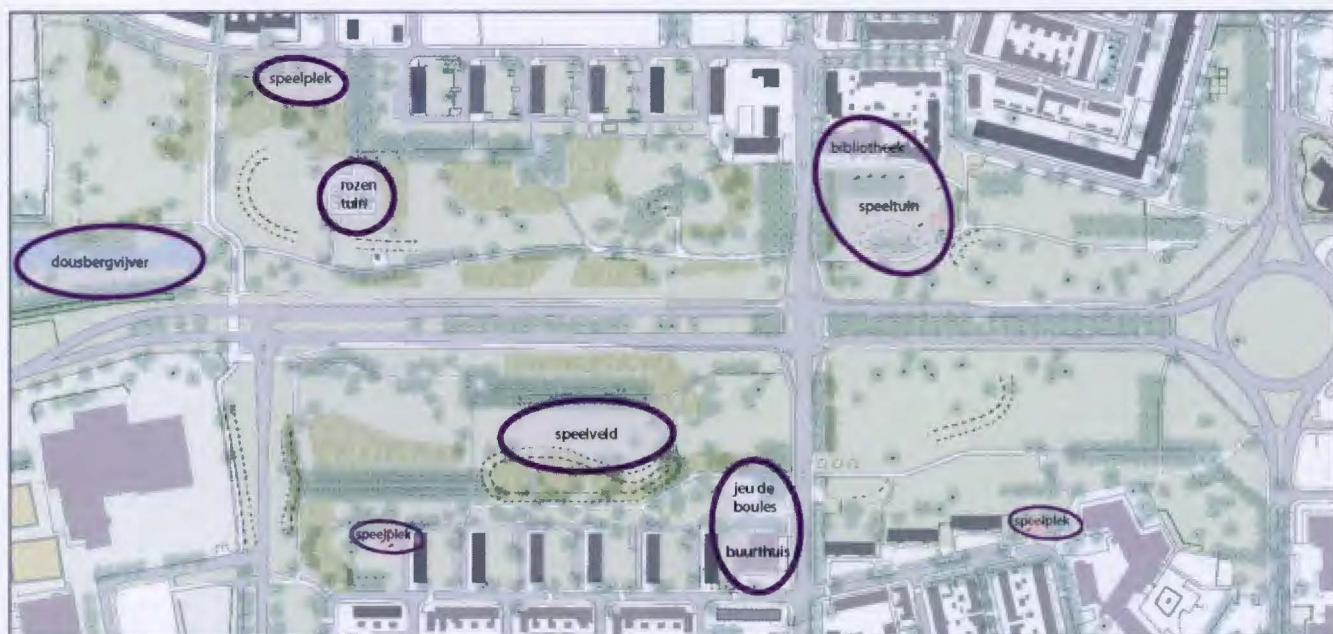 speelplek
bibliotheek
rozen
tuin
speeltuin
dousbergvijver
speelveld
jeu de
boules
speelplek
speelplek
buurthuis